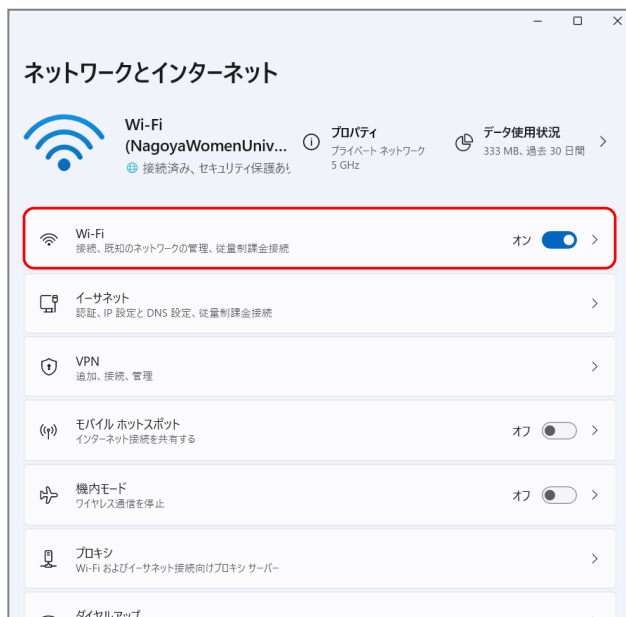 ネットワークとインターネット
Wi-Fi
(NagoyaWomenUniv...
接続済み、セキュリティ保護あり
プロパティ
プライベート ネットワーク
5 GHz
データ使用状況
333 MB、過去 30 日間
Wi-Fi
接続、既知のネットワークの管理、従量制課金接続
オン
イーサネット
認証、IP 設定と DNS 設定、従量制課金接続
VPN
追加、接続、管理
モバイル ホットスポット
インターネット接続を共有する
オフ
機内モード
ワイヤレス通信を停止
オフ
プロキシ
Wi-Fi およびイーサネット接続向けプロキシ サーバー
ダイヤルアップ